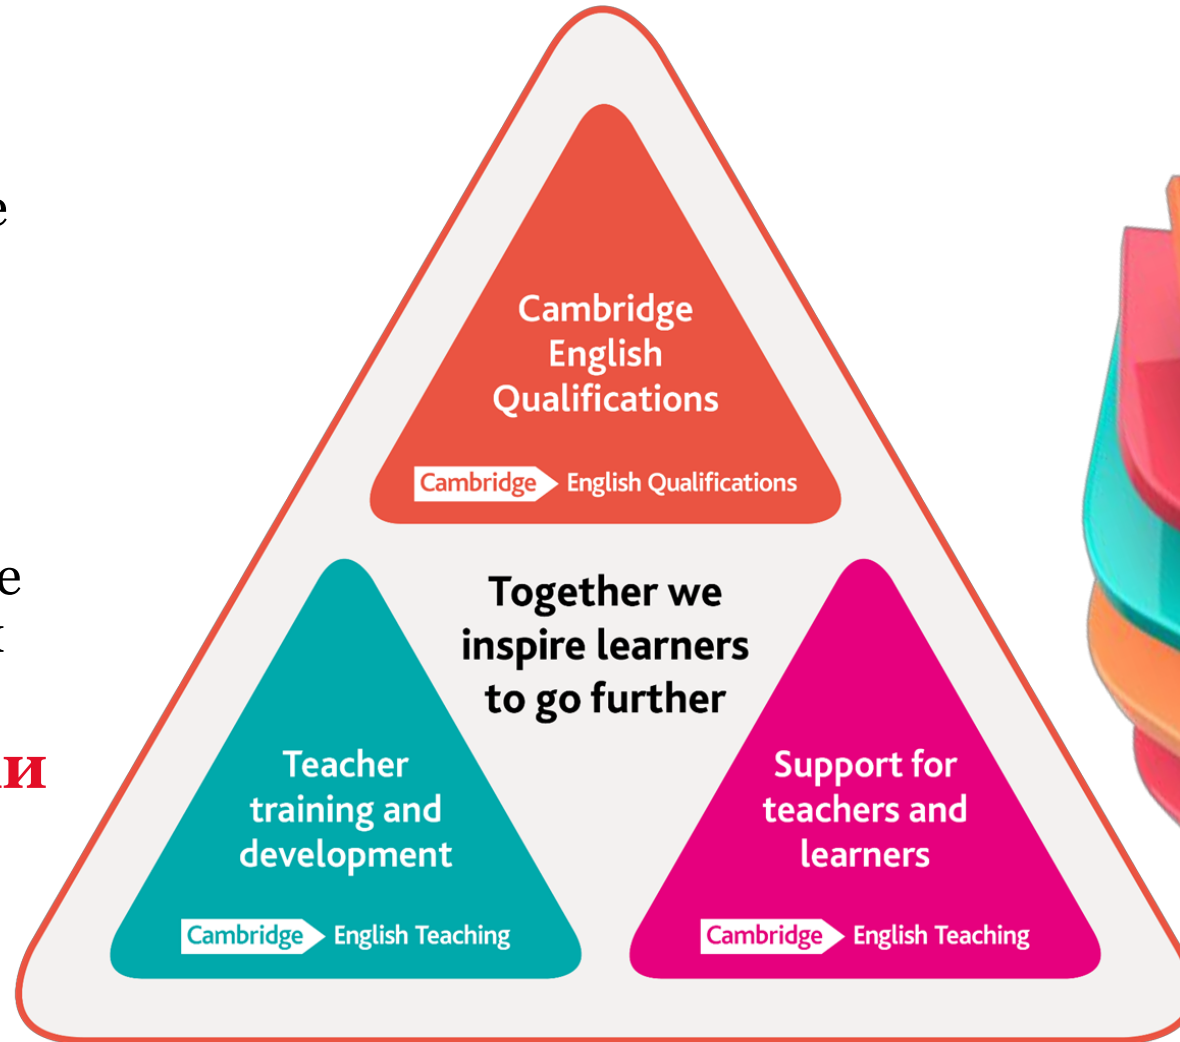 Cambridge
English
Qualifications
Cambridge English Qualifications
Together we
inspire learners
to go further
Teacher
training and
development
Cambridge English Teaching
Support for
teachers and
learners
Cambridge English Teaching